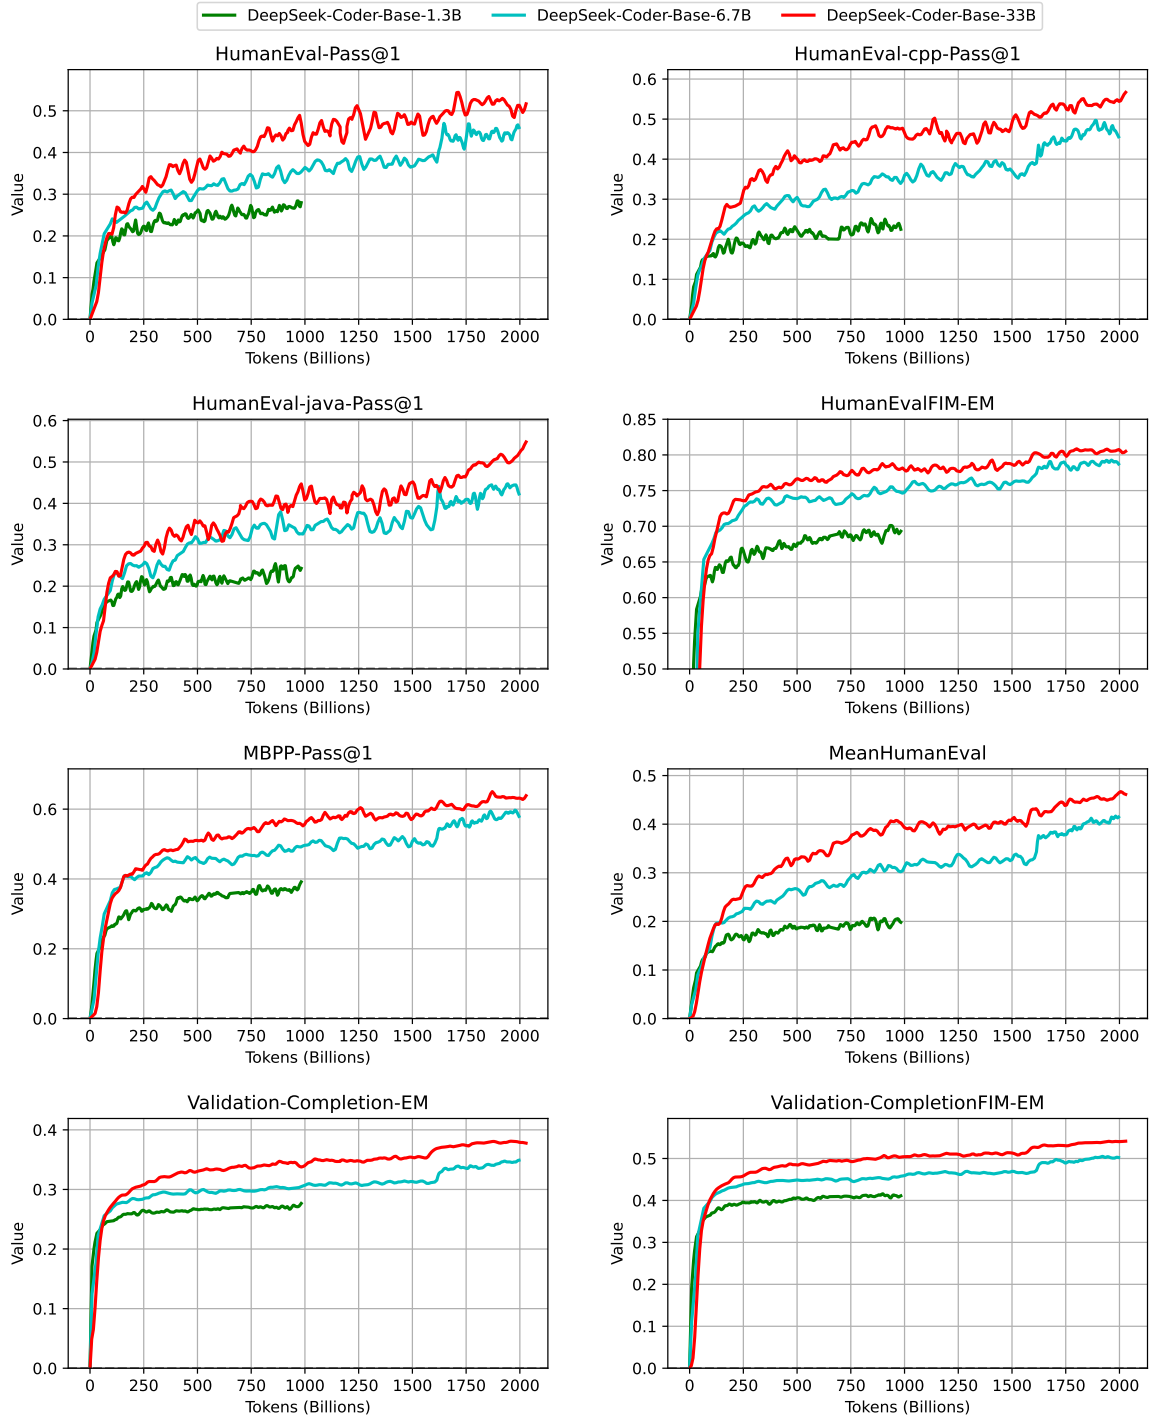 DeepSeek-Coder-Base-1.3B DeepSeek-Coder-Base-6.7B DeepSeek-Coder-Base-33B
HumanEval-Pass@1
Value
0.5
0.4
0.3
0.2
0.1
0.0
0 250 500 750 1000 1250 1500 1750 2000
Tokens (Billions)
HumanEval-cpp-Pass@1
Value
0.6
0.5
0.4
0.3
0.2
0.1
0.0
0 250 500 750 1000 1250 1500 1750 2000
Tokens (Billions)
HumanEval-java-Pass@1
Value
0.6
0.5
0.4
0.3
0.2
0.1
0.0
0 250 500 750 1000 1250 1500 1750 2000
Tokens (Billions)
HumanEvalFIM-EM
Value
0.85
0.80
0.75
0.70
0.65
0.60
0.55
0.50
0 250 500 750 1000 1250 1500 1750 2000
Tokens (Billions)
MBPP-Pass@1
Value
0.6
0.4
0.2
0.0
0 250 500 750 1000 1250 1500 1750 2000
Tokens (Billions)
MeanHumanEval
Value
0.5
0.4
0.3
0.2
0.1
0.0
0 250 500 750 1000 1250 1500 1750 2000
Tokens (Billions)
Validation-Completion-EM
Value
0.4
0.3
0.2
0.1
0.0
0 250 500 750 1000 1250 1500 1750 2000
Tokens (Billions)
Validation-CompletionFIM-EM
Value
0.5
0.4
0.3
0.2
0.1
0.0
0 250 500 750 1000 1250 1500 1750 2000
Tokens (Billions)